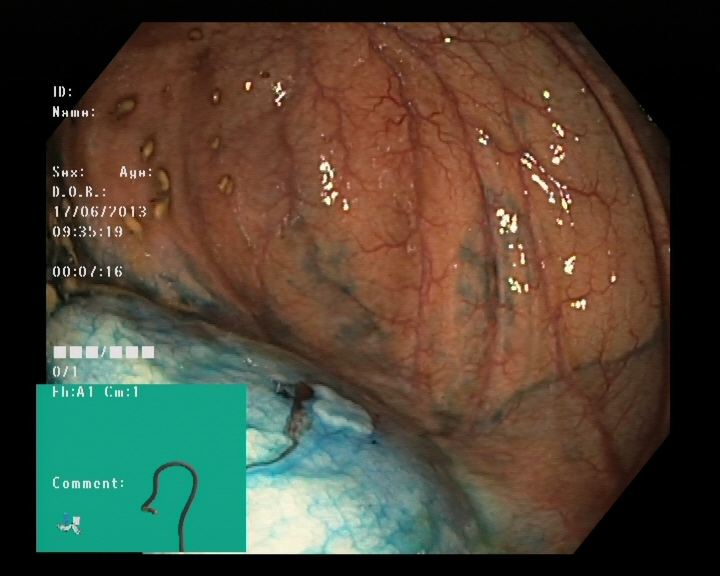 ID:
Name:
Sex: Age:
D.O.B.:
17/06/2013
09:35:19
00:07:16
■■■/■■■
0/1
Eh:A1 Cm:1
Comment: